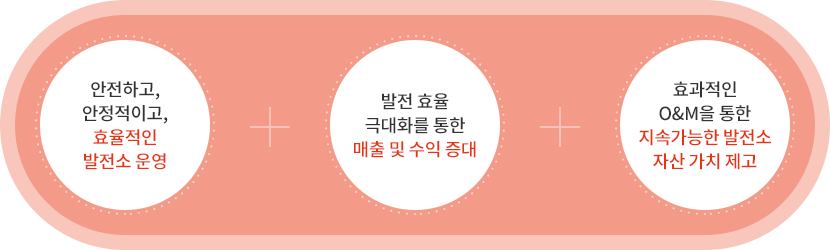 안전하고,
안정적이고,
효율적인
발전소 운영
발전 효율
극대화를 통한
매출 및 수익 증대
효과적인
O&M을 통한
지속가능한 발전소
자산 가치 제고